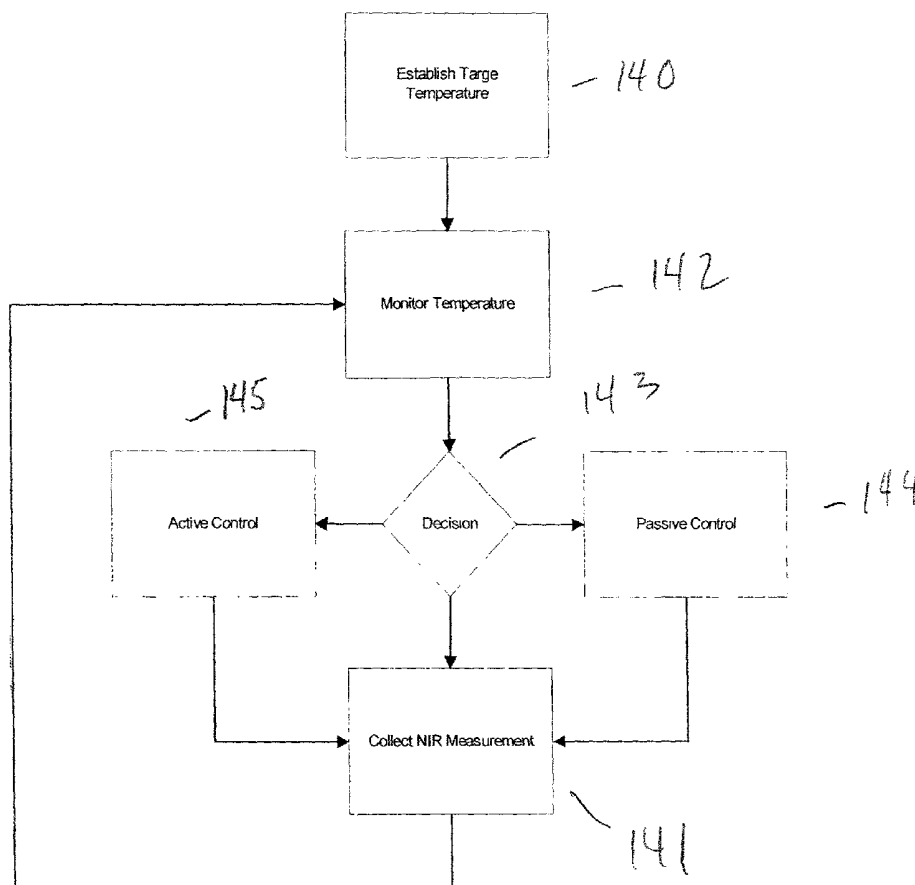 Establish Targe
Temperature
140
Monitor Temperature
142
145
143
Active Control
Decision
Passive Control
144
Collect NIR Measurement
141